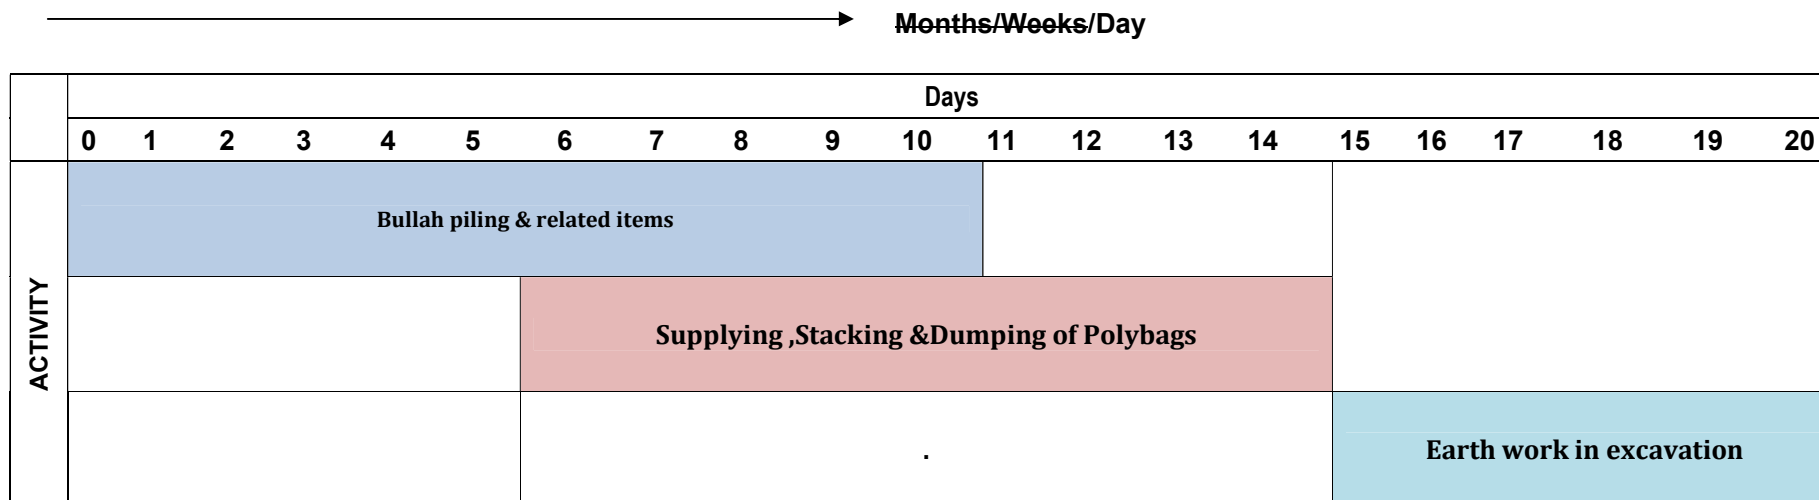 Months/Weeks/Day
Days
0 1 2 3 4 5 6 7 8 9 10 11 12 13 14 15 16 17 18 19 20
ACTIVITY
Bullah piling & related items
Supplying ,Stacking &Dumping of Polybags
.
Earth work in excavation